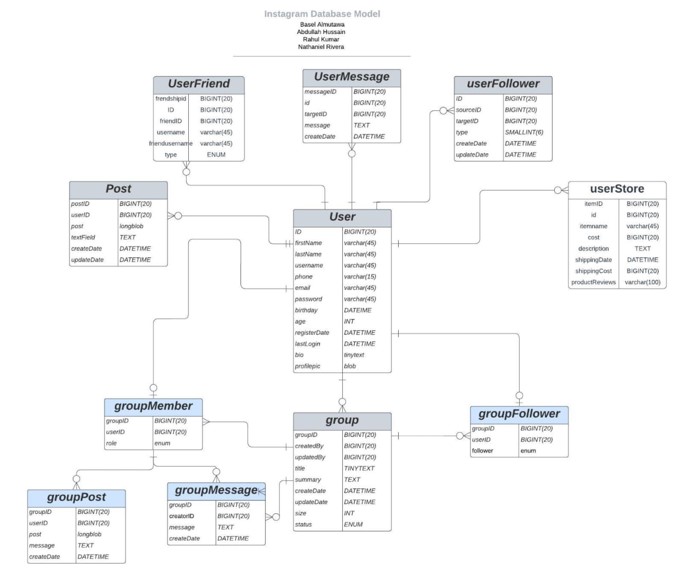 Instagram Database Model
Basel Almutawa
Abdullah Hussain
Rahul Kumar
Nathaniel Rivera
UserFriend
friendshipid BIGINT(20)
ID BIGINT(20)
friendID BIGINT(20)
username varchar(45)
friendusername varchar(45)
type ENUM
UserMessage
messageID BIGINT(20)
id BIGINT(20)
targetID BIGINT(20)
message TEXT
createDate DATETIME
userFollower
ID BIGINT(20)
sourceID BIGINT(20)
targetID BIGINT(20)
type SMALLINT(6)
createDate DATETIME
updateDate DATETIME
Post
postID BIGINT(20)
userID BIGINT(20)
post longblob
textField TEXT
createDate DATETIME
updateDate DATETIME
User
ID BIGINT(20)
firstName varchar(45)
lastName varchar(45)
username varchar(45)
phone varchar(15)
email varchar(45)
password varchar(45)
birthday DATEIME
age INT
registerDate DATETIME
lastLogin DATETIME
bio tinytext
profilepic blob
userStore
itemID BIGINT(20)
id BIGINT(20)
itemname varchar(45)
cost BIGINT(20)
description TEXT
shippingDate DATETIME
shippingCost BIGINT(20)
productReviews varchar(100)
groupMember
groupID BIGINT(20)
userID BIGINT(20)
role enum
group
groupID BIGINT(20)
createdBy BIGINT(20)
updatedBy BIGINT(20)
title TINYTEXT
summary TEXT
createDate DATETIME
updateDate DATETIME
size INT
status ENUM
groupFollower
groupID BIGINT(20)
userID BIGINT(20)
follower enum
groupPost
groupID BIGINT(20)
userID BIGINT(20)
post longblob
message TEXT
createDate DATETIME
groupMessage
groupID BIGINT(20)
creatorID BIGINT(20)
message TEXT
createDate DATETIME